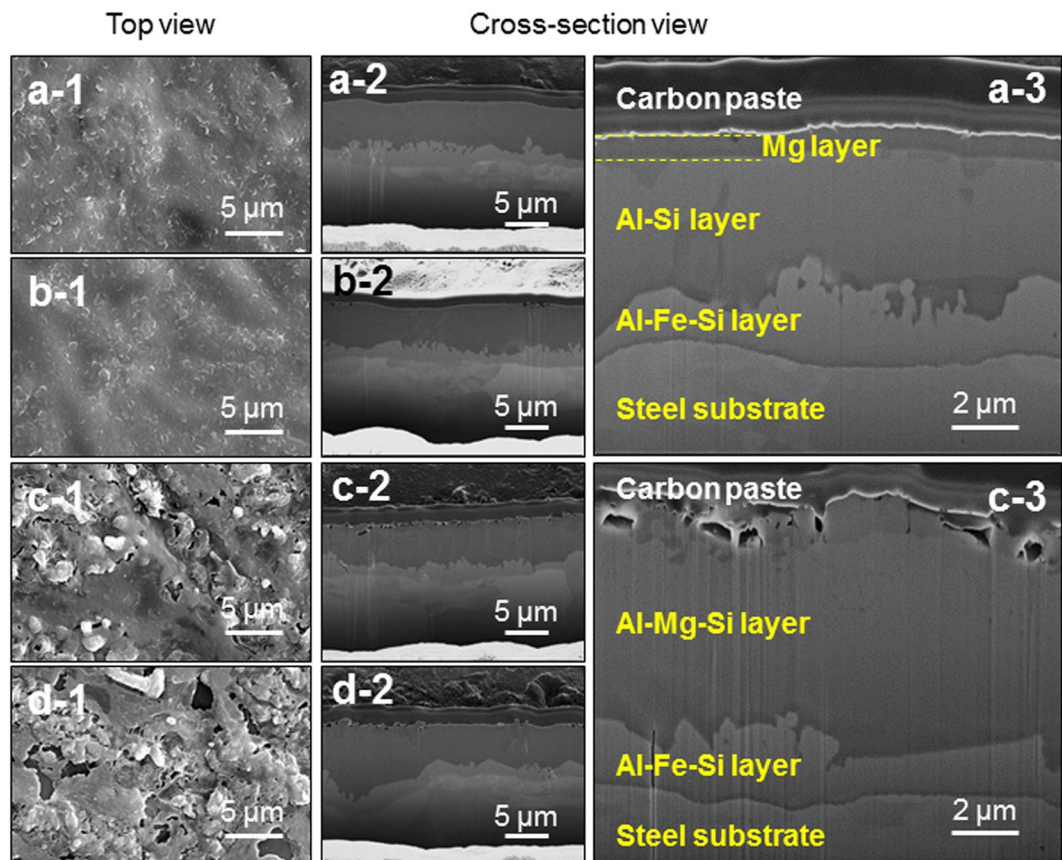 Top view
Cross-section view
a-1
5 µm
a-2
5 µm
Carbon paste
a-3
Mg layer
Al-Si layer
Al-Fe-Si layer
Steel substrate
2 µm
b-1
5 µm
b-2
5 µm
c-1
5 µm
c-2
5 µm
Carbon paste
c-3
Al-Mg-Si layer
Al-Fe-Si layer
Steel substrate
2 µm
d-1
5 µm
d-2
5 µm